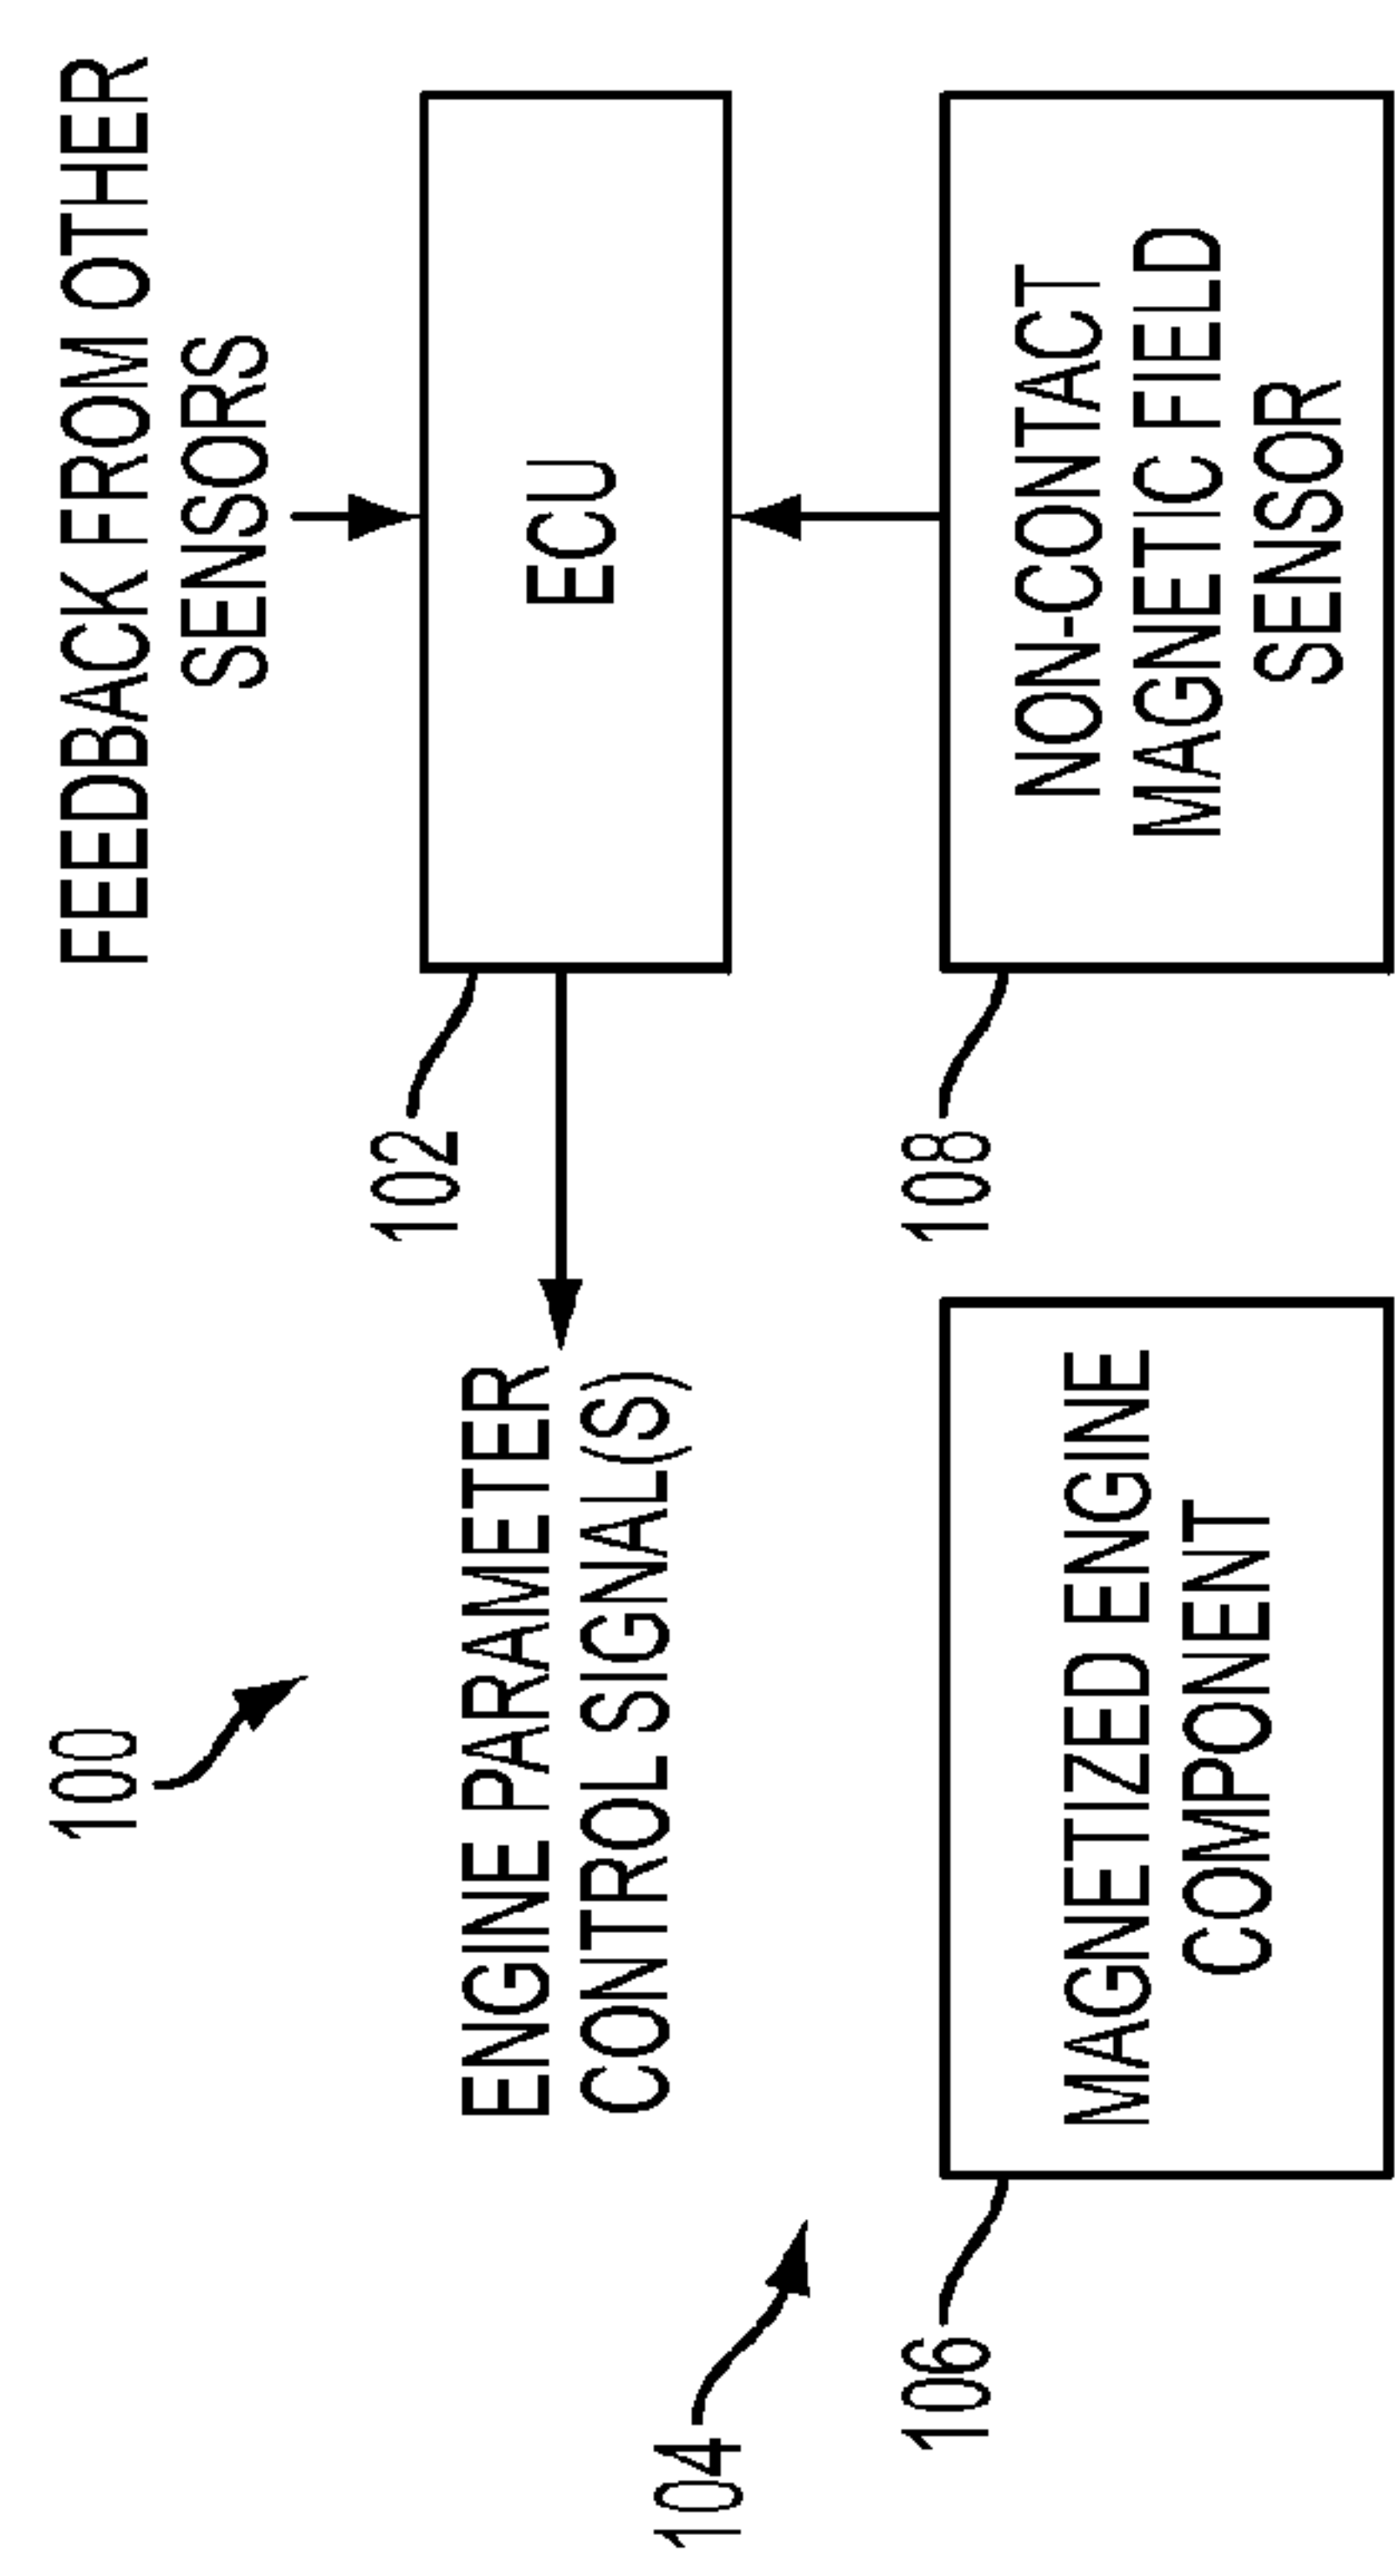 100
FEEDBACK FROM OTHER
SENSORS
102
ENGINE PARAMETER
CONTROL SIGNAL(S)
ECU
104
106
108
MAGNETIZED ENGINE
COMPONENT
NON-CONTACT
MAGNETIC FIELD
SENSOR